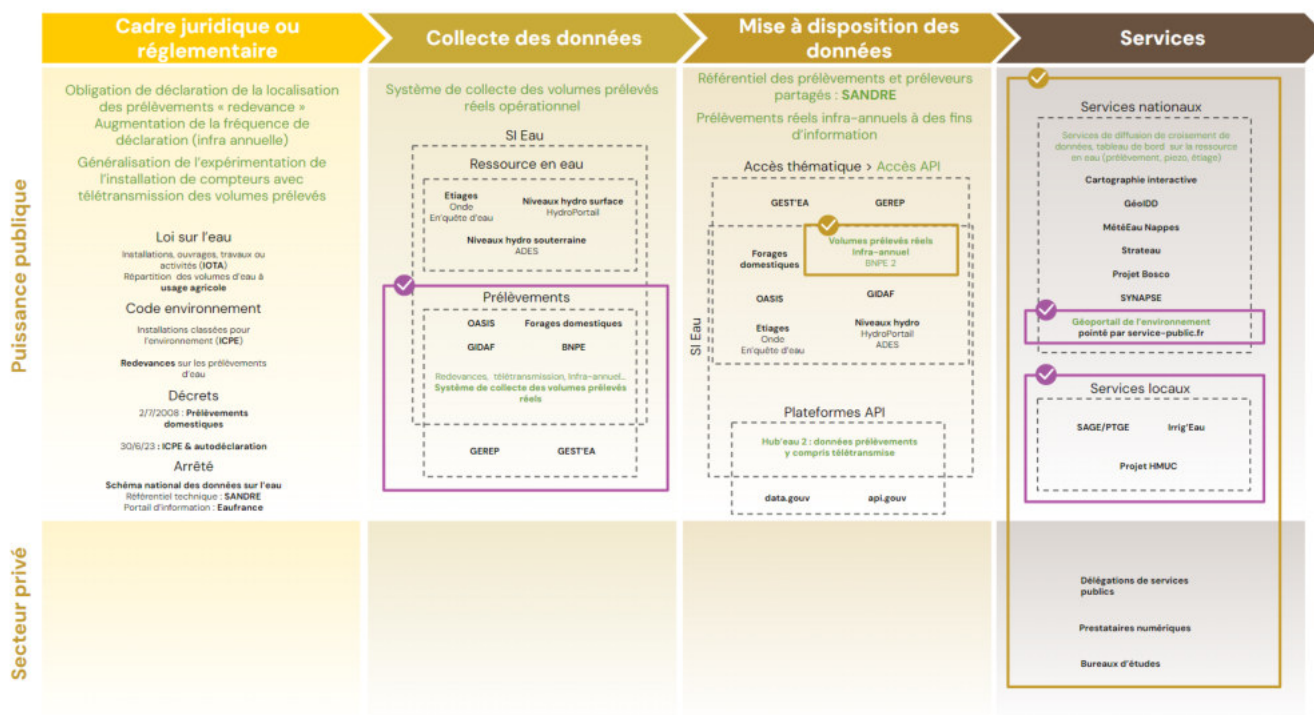 Cadre juridique ou
réglementaire
Collecte des données
Mise à disposition des
données
Services
Puissance publique
Obligation de déclaration de la localisation
des prélèvements « redevance »
Augmentation de la fréquence de
déclaration (infra annuelle)
Généralisation de l'expérimentation de
l'installation de compteurs avec
télétransmission des volumes prélevés
Loi sur l'eau
Installations, ouvrages, travaux ou
activités (IOTA)
Répartition des volumes d'eau à
usage agricole
Code environnement
Installations classées pour
l'environnement (ICPE)
Redevances sur les prélèvements
d'eau
Décrets
2/7/2008 : Prélèvements
domestiques
30/6/23 : ICPE & autodéclaration
Arrêté
Schéma national des données sur l'eau
Référentiel technique : SANDRE
Portail d'information : Eaufrance
Système de collecte des volumes prélevés
réels opérationnel
SI Eau
Ressource en eau
Etiages
Onde
En'quête d'eau
Niveaux hydro surface
HydroPortail
Niveaux hydro souterraine
ADES
Prélèvements
OASIS
Forages domestiques
GIDAF
BNPE
Redevances, télétransmission, Infra-annuel...
Système de collecte des volumes prélevés
réels
GEREP
GEST'EA
Référentiel des prélèvements et préleveurs
partagés : SANDRE
Prélèvements réels infra-annuels à des fins
d'information
Accès thématique > Accès API
GEST'EA
GEREP
SI Eau
Forages
domestiques
Volumes prélevés réels
Infra-annuel
BNPE 2
OASIS
GIDAF
Etiages
Onde
En'quête d'eau
Niveaux hydro
HydroPortail
ADES
Plateformes API
Hub'eau 2 : données prélèvements
y compris télétransmise
data.gouv
api.gouv
Services nationaux
Services de diffusion de croisement de
données, tableau de bord sur la ressource
en eau (prélèvement, piezo, étiage)
Cartographie interactive
GéoIDD
MétéEau Nappes
Strateau
Projet Bosco
SYNAPSE
Géoportail de l'environnement
pointé par service-public.fr
Services locaux
SAGE/PTGE
Irrig'Eau
Projet HMUC
Secteur privé
Délégations de services
publics
Prestataires numériques
Bureaux d'études